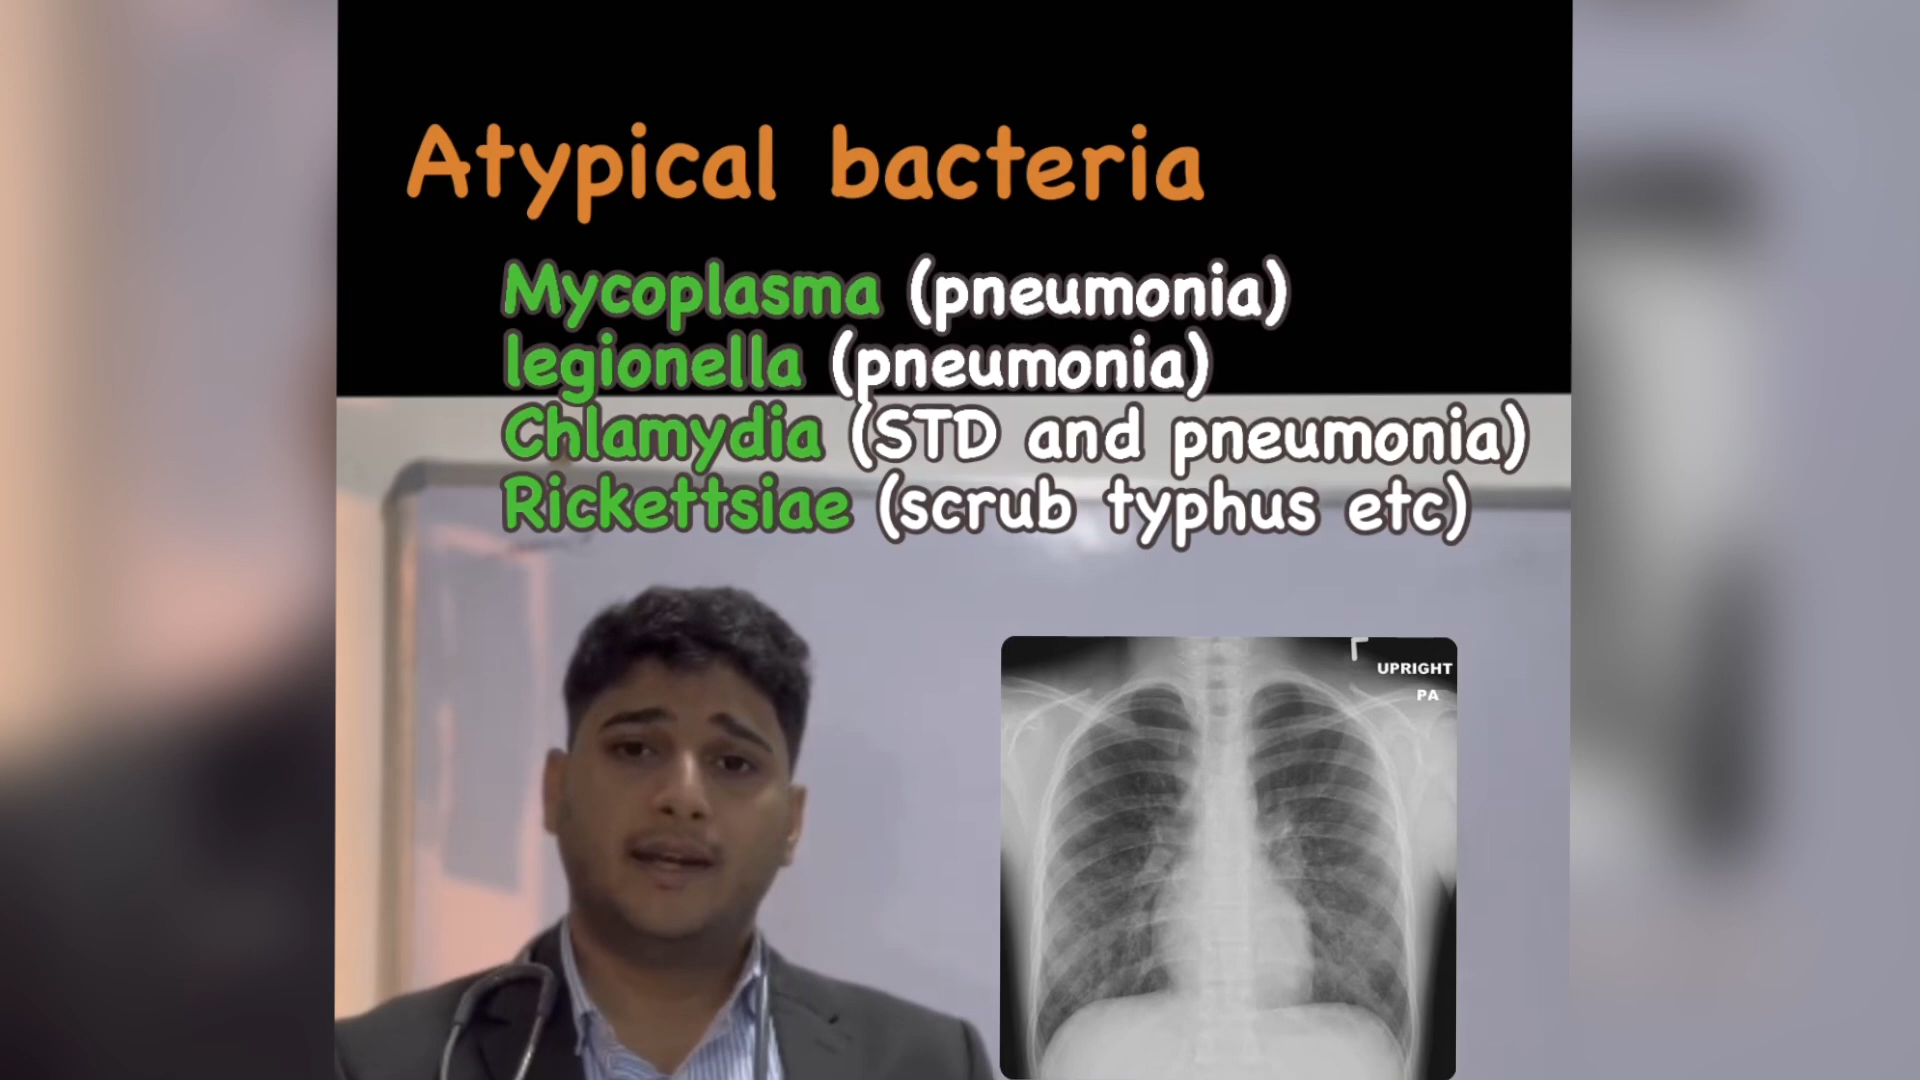 Atypical bacteria
Mycoplasma (pneumonia)
legionella (pneumonia)
Chlamydia (STD and pneumonia)
Rickettsiae (scrub typhus etc)
L
UPRIGHT
PA